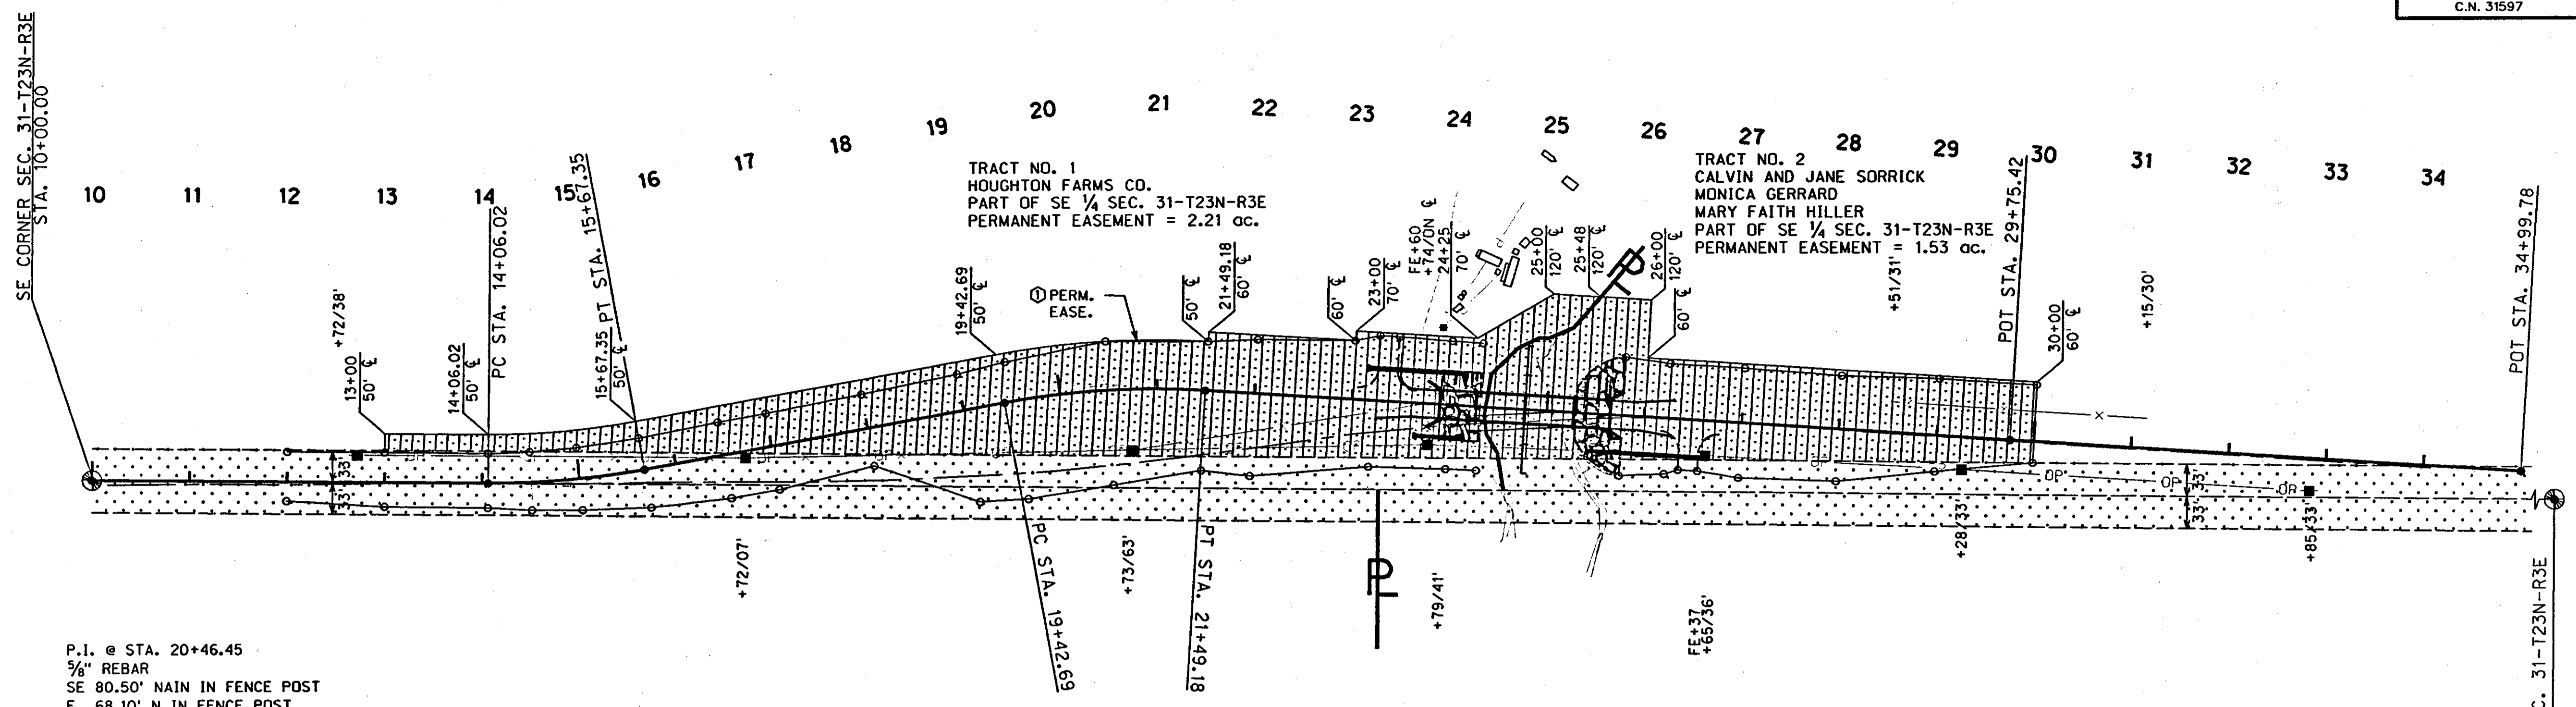 C.N. 31597
SE CORNER SEC. 31-T23N-R3E
STA. 10+00.00
10 11 12 13 14 15 16 17 18 19 20 21 22 23 24 25 26 27 28 29 30 31 32 33 34
TRACT NO. 1
HOUGHTON FARMS CO.
PART OF SE ¼ SEC. 31-T23N-R3E
PERMANENT EASEMENT = 2.21 ac.
TRACT NO. 2
CALVIN AND JANE SORRICK
MONICA GERRARD
MARY FAITH HILLER
PART OF SE ¼ SEC. 31-T23N-R3E
PERMANENT EASEMENT = 1.53 ac.
+72/38'
13+00
50' ℄
14+06.02
50' ℄
PC STA. 14+06.02
15+67.35
50' ℄
PT STA. 15+67.35
19+42.69
50' ℄
① PERM.
EASE.
50' ℄
21+49.18
60' ℄
60' ℄
23+00
70' ℄
FE+60
+74/ON ℄
24+25
70' ℄
25+00
120' ℄
25+48
120' ℄
PL
26+00
120' ℄
60' ℄
+51/31'
POT STA. 29+75.42
30+00
60' ℄
+15/30'
POT STA. 34+99.78
33'
33'
OP
OP
33'
33'
+72/07'
PC STA. 19+42.69
+73/63'
PT STA. 21+49.18
PL
+79/41'
FE+37
+65/36'
+28/33'
+85/33'
C. 31-T23N-R3E
P.I. @ STA. 20+46.45
5/8" REBAR
SE 80.50' NAIN IN FENCE POST
E. 68.10' N IN FENCE POST